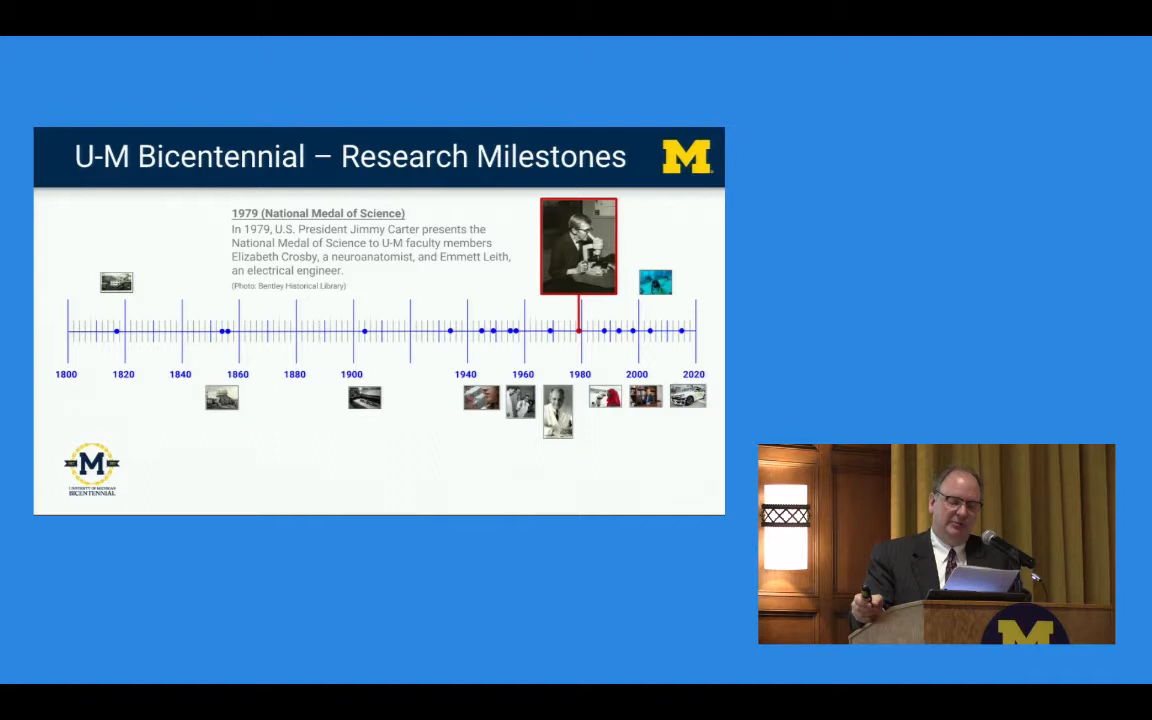 U-M Bicentennial – Research Milestones
M
1979 (National Medal of Science)
In 1979, U.S. President Jimmy Carter presents the
National Medal of Science to U-M faculty members
Elizabeth Crosby, a neuroanatomist, and Emmett Leith,
an electrical engineer.
(Photo: Bentley Historical Library)
1800 1820 1840 1860 1880 1900 1940 1960 1980 2000 2020
M
UNIVERSITY OF MICHIGAN
BICENTENNIAL
M